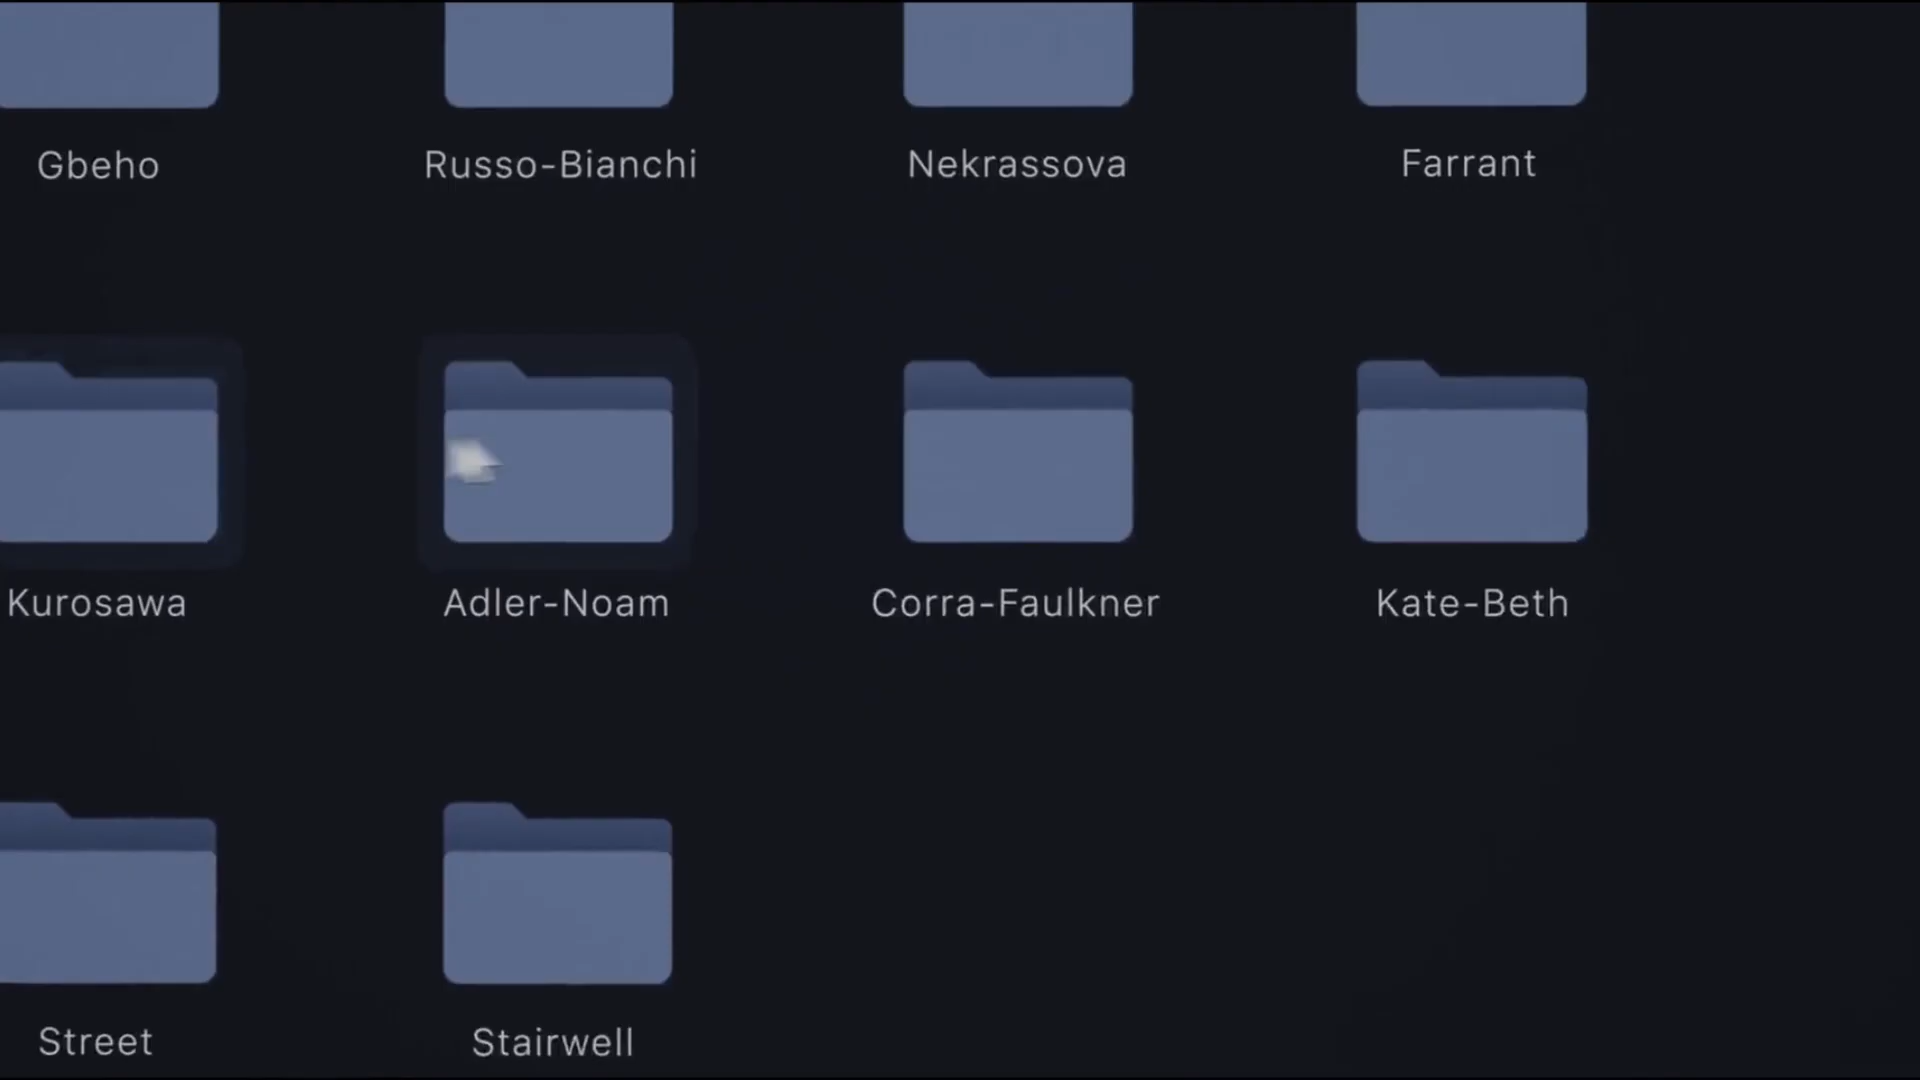 Gbeho
Russo-Bianchi
Nekrassova
Farrant
Kurosawa
Adler-Noam
Corra-Faulkner
Kate-Beth
Street
Stairwell